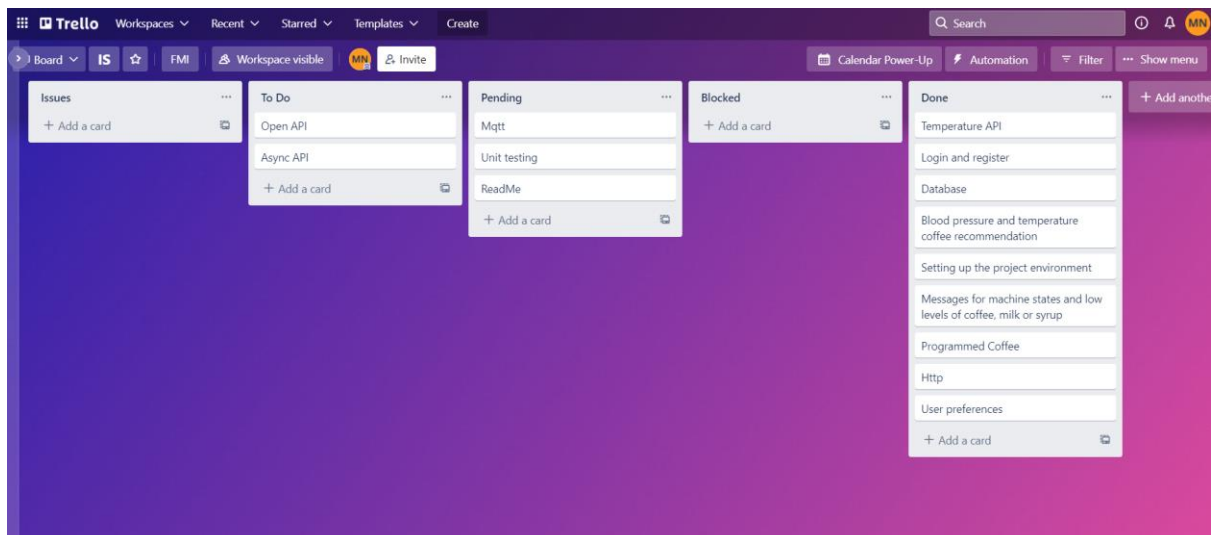 Trello Workspaces Recent Starred Templates Create Search MN
Board IS FMI Workspace visible MN Invite Calendar Power-Up Automation Filter ... Show menu
Issues ...
+ Add a card
To Do ...
Open API
Async API
+ Add a card
Pending ...
Mqtt
Unit testing
ReadMe
+ Add a card
Blocked ...
+ Add a card
Done ...
Temperature API
Login and register
Database
Blood pressure and temperature
coffee recommendation
Setting up the project environment
Messages for machine states and low
levels of coffee, milk or syrup
Programmed Coffee
Http
User preferences
+ Add a card
+ Add anothe